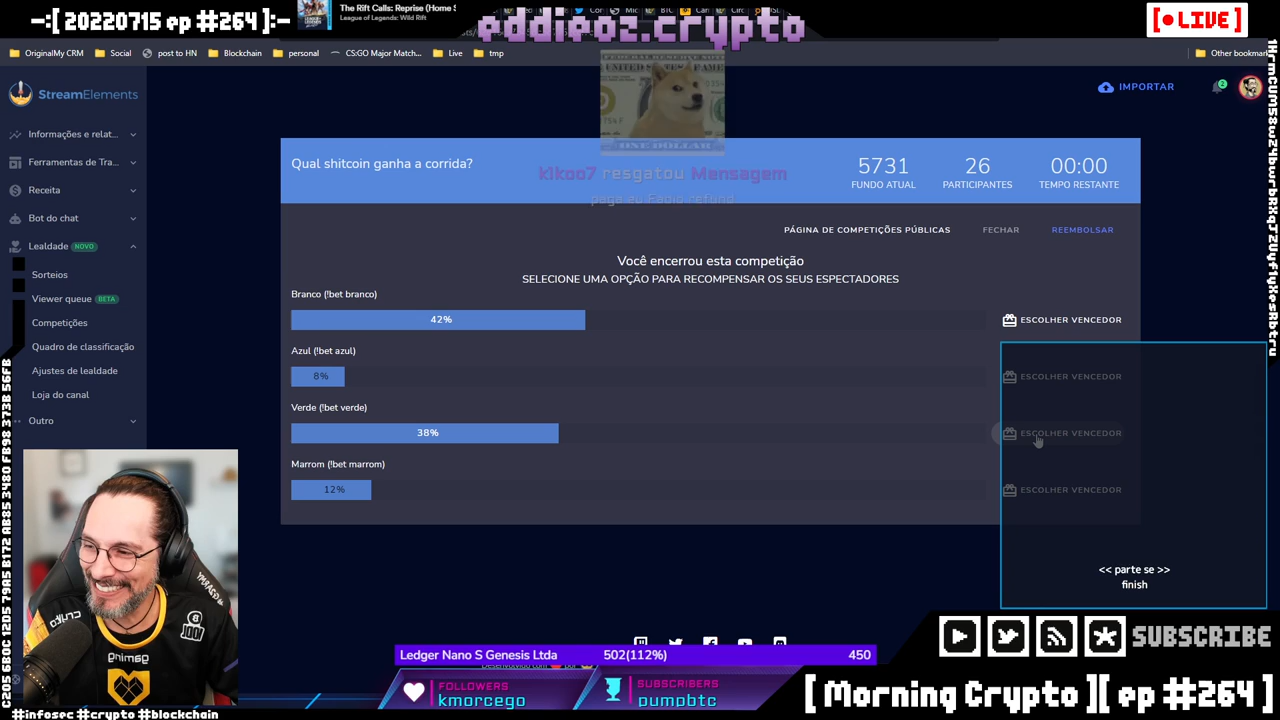 -:[ 20220715 ep #264]:-
The Rift Calls: Reprise (Home S
League of Legends: Wild Rift
eddieoz.crypto
[● LIVE]
OriginalMy CRM
Social
post to HN
Blockchain
personal
CS:GO Major Match...
Live
tmp
Other bookmar
StreamElements
IMPORTAR
2
Informações e relat...
Ferramentas de Tra...
Receita
Bot do chat
Lealdade NOVO
Sorteios
Viewer queue BETA
Competições
Quadro de classificação
Ajustes de lealdade
Loja do canal
Outro
ONE DOLLAR
kikoo7 resgatou Mensagem
Qual shitcoin ganha a corrida?
5731
FUNDO ATUAL
26
PARTICIPANTES
00:00
TEMPO RESTANTE
PÁGINA DE COMPETIÇÕES PÚBLICAS
FECHAR
REEMBOLSAR
Você encerrou esta competição
SELECIONE UMA OPÇÃO PARA RECOMPENSAR OS SEUS ESPECTADORES
Branco (!bet branco)
42%
ESCOLHER VENCEDOR
Azul (!bet azul)
8%
ESCOLHER VENCEDOR
Verde (!bet verde)
38%
ESCOLHER VENCEDOR
Marrom (!bet marrom)
12%
ESCOLHER VENCEDOR
<< parte se >>
finish
Ledger Nano S Genesis Ltda 502(112%) 450
FOLLOWERS
kmorcego
SUBSCRIBERS
pumpbtc
SUBSCRIBE
[ Morning Crypto ][ ep #264 ]
#infosec #crypto #blockchain